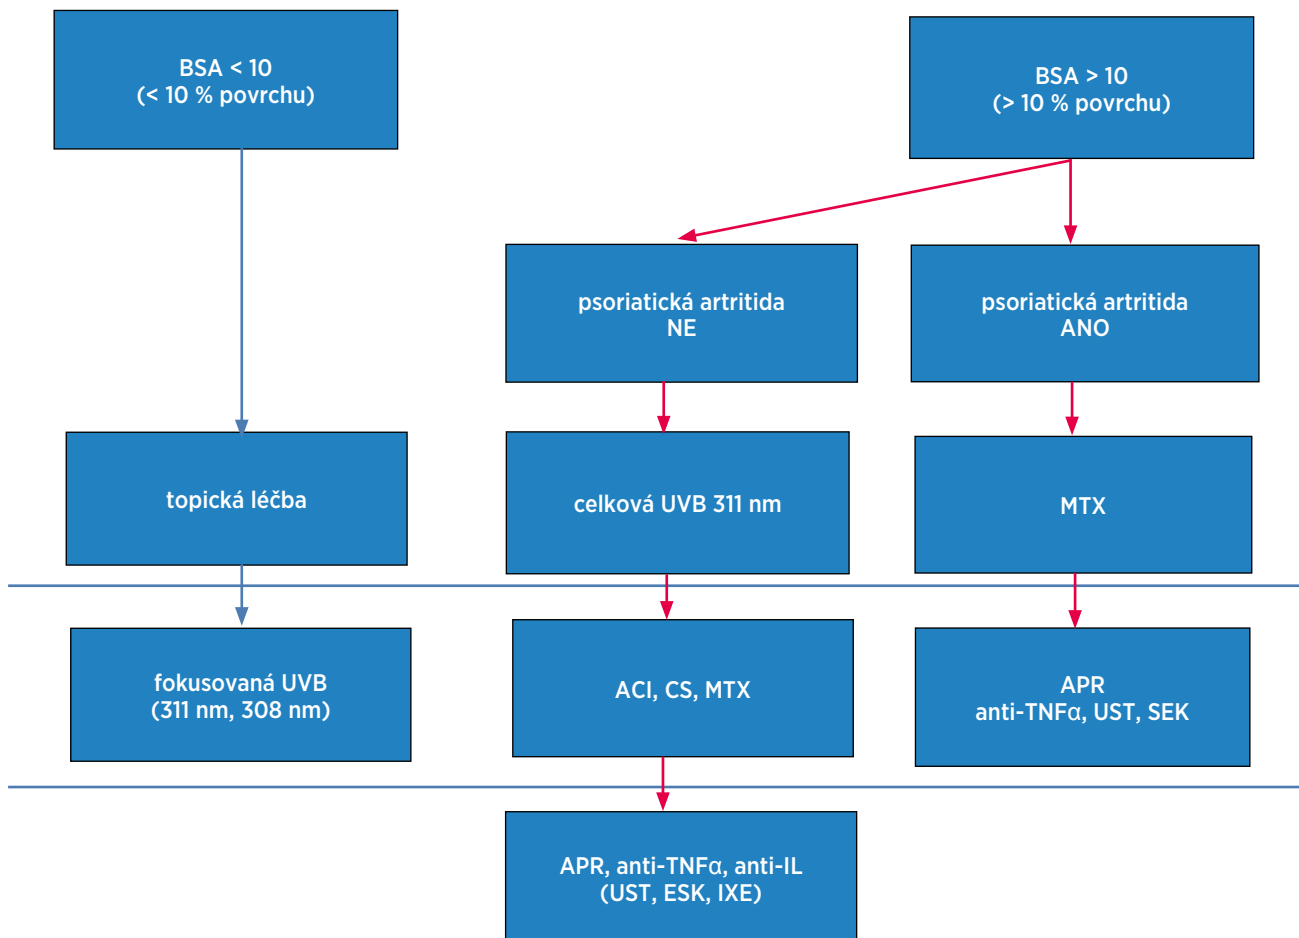 BSA < 10
(< 10 % povrchu)
BSA > 10
(> 10 % povrchu)
psoriatická artritida
NE
psoriatická artritida
ANO
topická léčba
celková UVB 311 nm
MTX
fokusovaná UVB
(311 nm, 308 nm)
ACI, CS, MTX
APR
anti-TNFα, UST, SEK
APR, anti-TNFα, anti-IL
(UST, ESK, IXE)